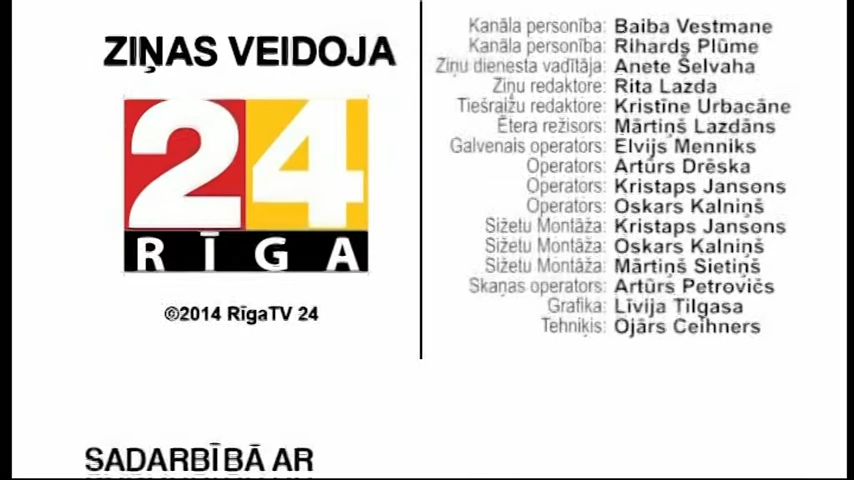 ZIŅAS VEIDOJA
24
RĪGA
©2014 RīgaTV 24
Kanāla personība: Baiba Vestmane
Kanāla personība: Rihards Plūme
Ziņu dienesta vadītāja: Anete Šelvaha
Ziņu redaktore: Rita Lazda
Tiešraižu redaktore: Kristīne Urbacāne
Ētera režisors: Mārtiņš Lazdāns
Galvenais operators: Elvijs Menniks
Operators: Artūrs Drēska
Operators: Kristaps Jansons
Operators: Oskars Kalniņš
Sižetu Montāža: Kristaps Jansons
Sižetu Montāža: Oskars Kalniņš
Sižetu Montāža: Mārtiņš Sietiņš
Skaņas operators: Artūrs Petrovičs
Grafika: Līvija Tilgasa
Tehniķis: Ojārs Ceihners
SADARBĪBĀ AR